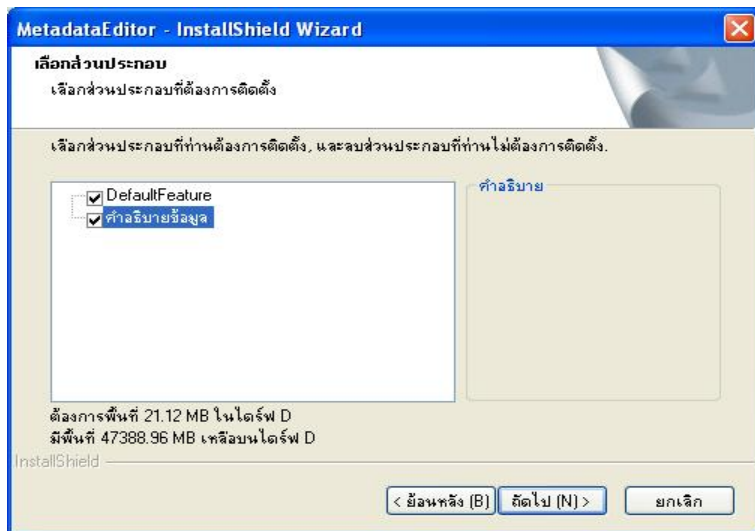 MetadataEditor - InstallShield Wizard
เลือกส่วนประกอบ
เลือกส่วนประกอบที่ต้องการติดตั้ง
เลือกส่วนประกอบที่ท่านต้องการติดตั้ง, และลบส่วนประกอบที่ท่านไม่ต้องการติดตั้ง.
DefaultFeature
คำอธิบายข้อมูล
คำอธิบาย
ต้องการพื้นที่ 21.12 MB ในไดร์ฟ D
มีพื้นที่ 47388.96 MB เหลือบนไดร์ฟ D
InstallShield
< ย้อนหลัง (B) ถัดไป (N) > ยกเลิก